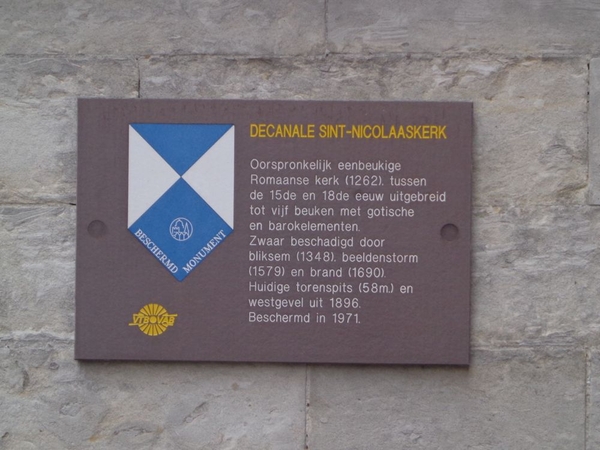 DECANALE SINT-NICOLAASKERK
Oorspronkelijk eenbeukige
Romaanse kerk (1262). tussen
de 15de en 18de eeuw uitgebreid
tot vijf beuken met gotische
en barokelementen.
Zwaar beschadigd door
bliksem (1348). beeldenstorm
(1579) en brand (1690).
Huidige torenspits (58m.) en
westgevel uit 1896.
Beschermd in 1971.
BESCHERMD MONUMENT
VTB-VAB